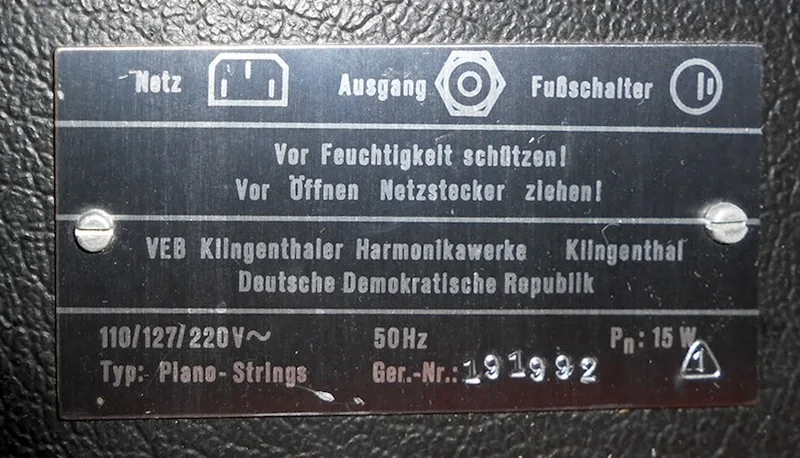 Netz Ausgang Fußschalter
Vor Feuchtigkeit schützen!
Vor Öffnen Netzstecker ziehen!
VEB Klingenthaler Harmonikawerke Klingenthal
Deutsche Demokratische Republik
110/127/220V~ 50Hz Pn: 15 W
Typ: Piano-Strings Ger.-Nr.: 191992 1